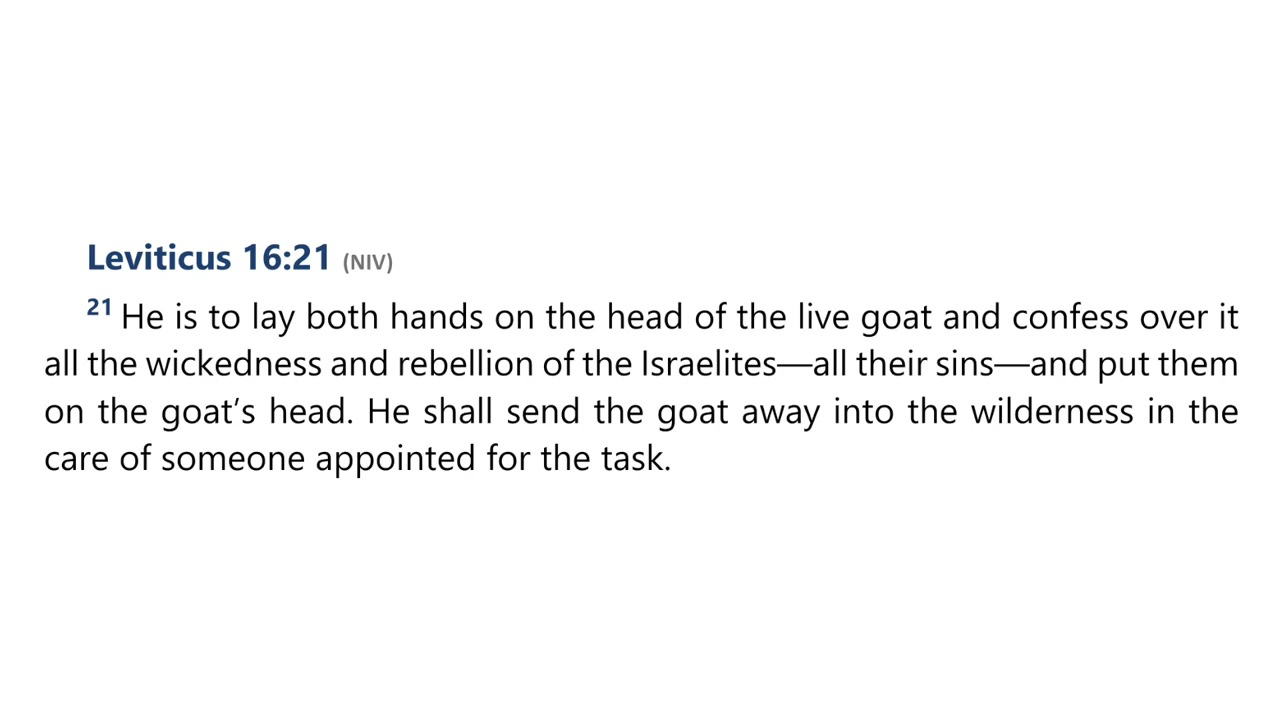 Leviticus 16:21 (NIV)
21 He is to lay both hands on the head of the live goat and confess over it
all the wickedness and rebellion of the Israelites—all their sins—and put them
on the goat’s head. He shall send the goat away into the wilderness in the
care of someone appointed for the task.